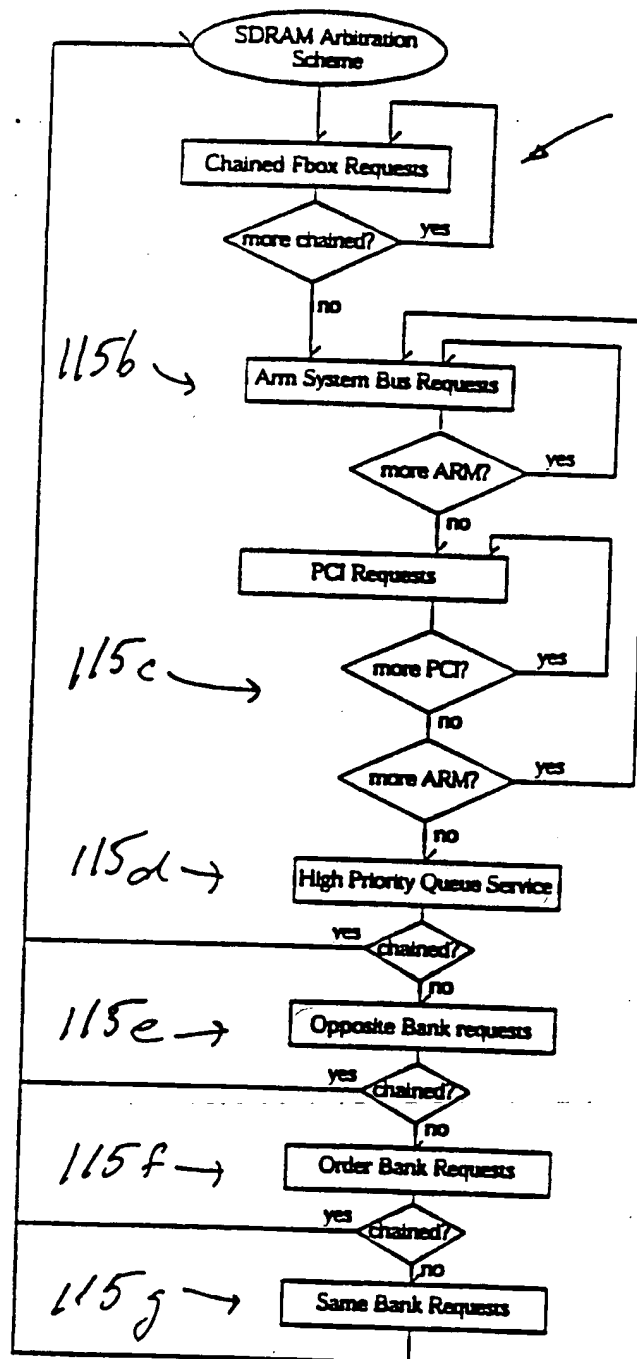 SDRAM Arbitration
Scheme
Chained Fbox Requests
more chained?
yes
no
115b
Arm System Bus Requests
more ARM?
yes
no
PCI Requests
115c
more PCI?
yes
no
more ARM?
yes
no
115d
High Priority Queue Service
yes
chained?
no
115e
Opposite Bank requests
yes
chained?
no
115f
Order Bank Requests
yes
chained?
no
115g
Same Bank Requests